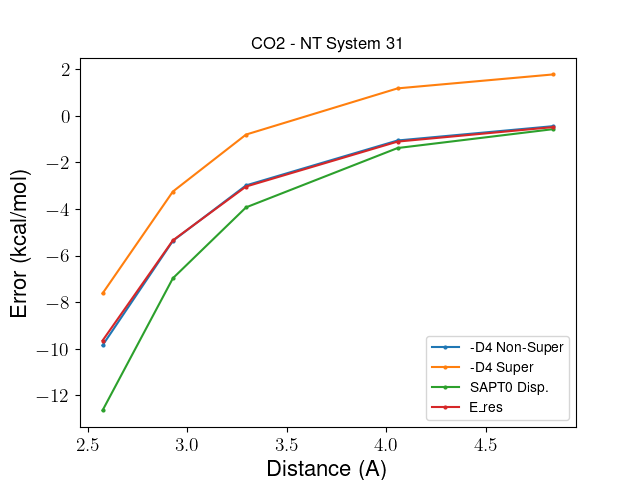 CO2 - NT System 31
Error (kcal/mol)
2
0
−2
−4
−6
−8
−10
−12
2.5 3.0 3.5 4.0 4.5
Distance (A)
-D4 Non-Super
-D4 Super
SAPT0 Disp.
E_res